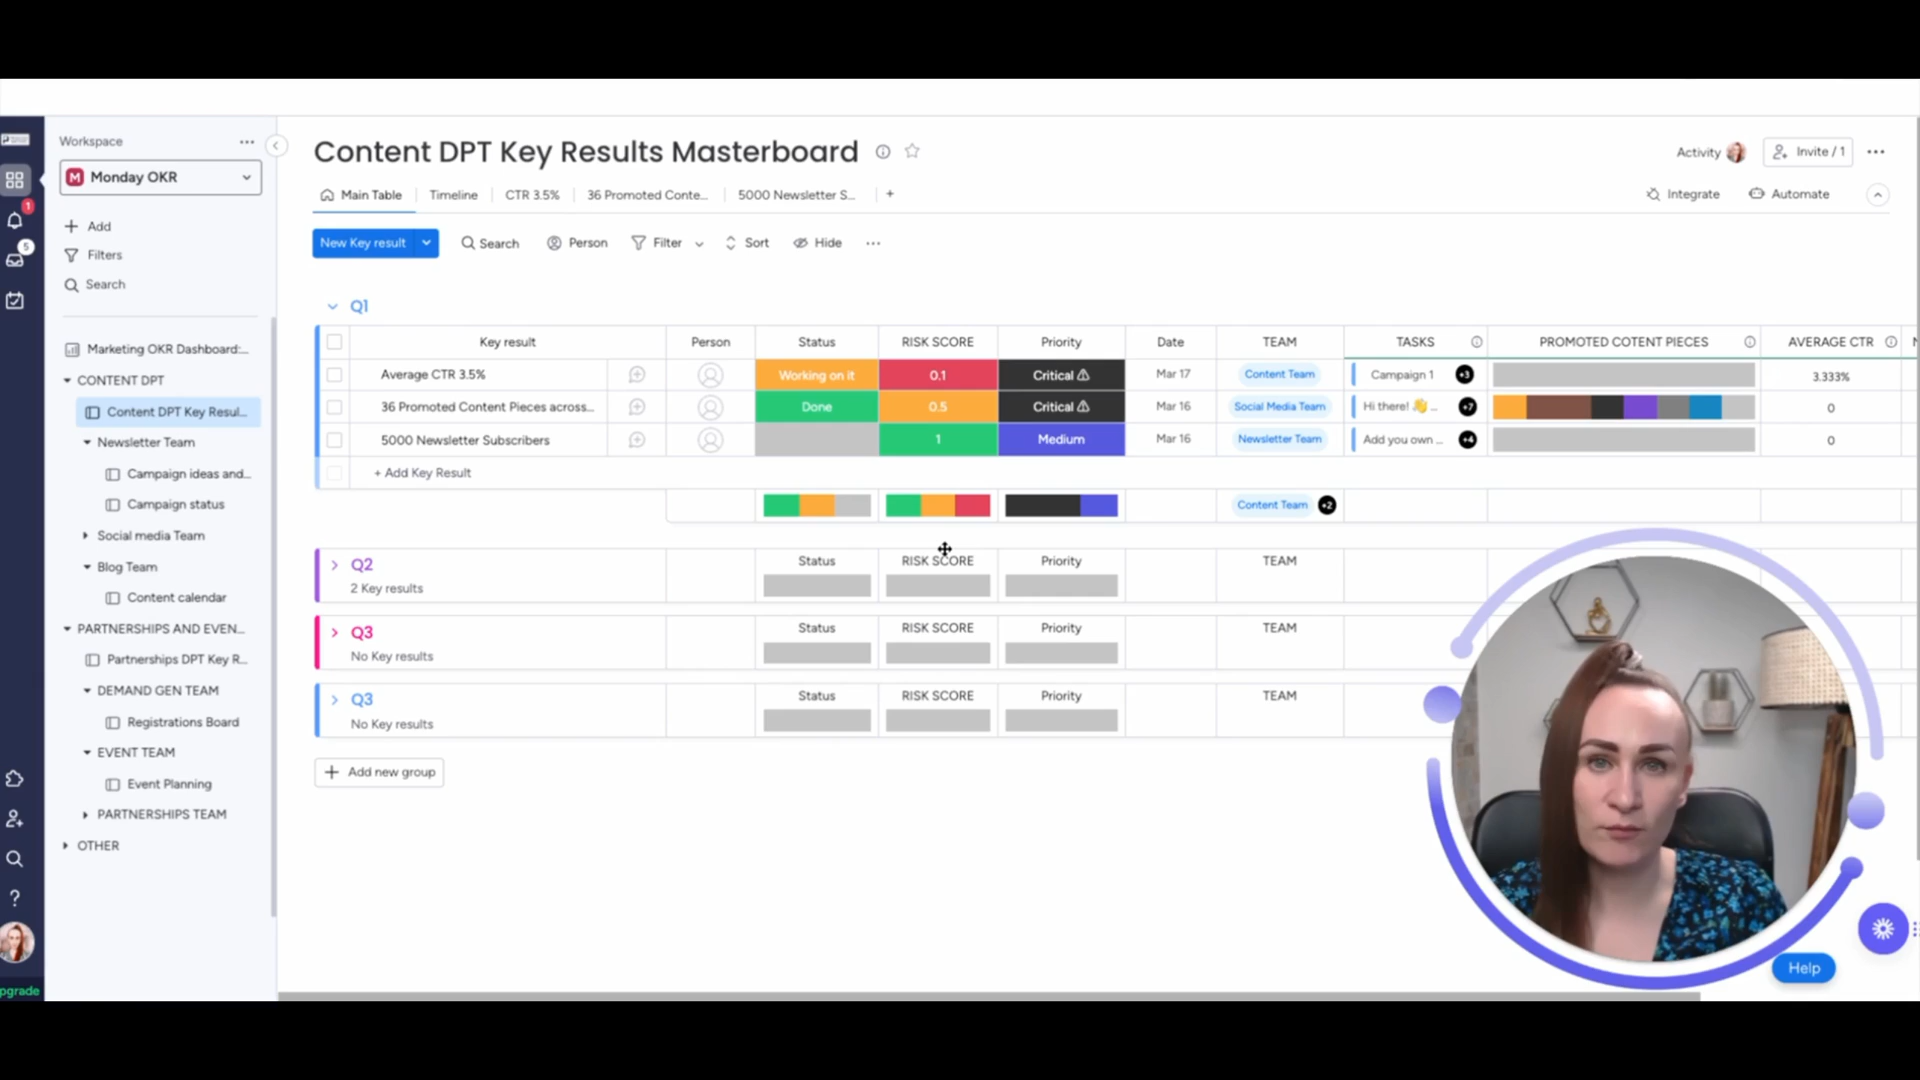 Workspace
M Monday OKR
Add
Filters
Search
Marketing OKR Dashboard:...
CONTENT DPT
Content DPT Key Resul...
Newsletter Team
Campaign ideas and...
Campaign status
Social media Team
Blog Team
Content calendar
PARTNERSHIPS AND EVEN...
Partnerships DPT Key R...
DEMAND GEN TEAM
Registrations Board
EVENT TEAM
Event Planning
PARTNERSHIPS TEAM
OTHER
1
5
pgrade
Content DPT Key Results Masterboard
Activity
Invite / 1
Main Table Timeline CTR 3.5% 36 Promoted Conte... 5000 Newsletter S... +
Integrate Automate
New Key result Search Person Filter Sort Hide
Q1
Key result Person Status RISK SCORE Priority Date TEAM TASKS PROMOTED COTENT PIECES AVERAGE CTR
Average CTR 3.5% Working on it 0.1 Critical Mar 17 Content Team Campaign 1 +3 3.333%
36 Promoted Content Pieces across... Done 0.5 Critical Mar 16 Social Media Team Hi there! 👋 ... +7 0
5000 Newsletter Subscribers 1 Medium Mar 16 Newsletter Team Add you own ... +4 0
+ Add Key Result
Content Team +2
Q2 Status RISK SCORE Priority TEAM
2 Key results
Q3 Status RISK SCORE Priority TEAM
No Key results
Q3 Status RISK SCORE Priority TEAM
No Key results
+ Add new group
Help